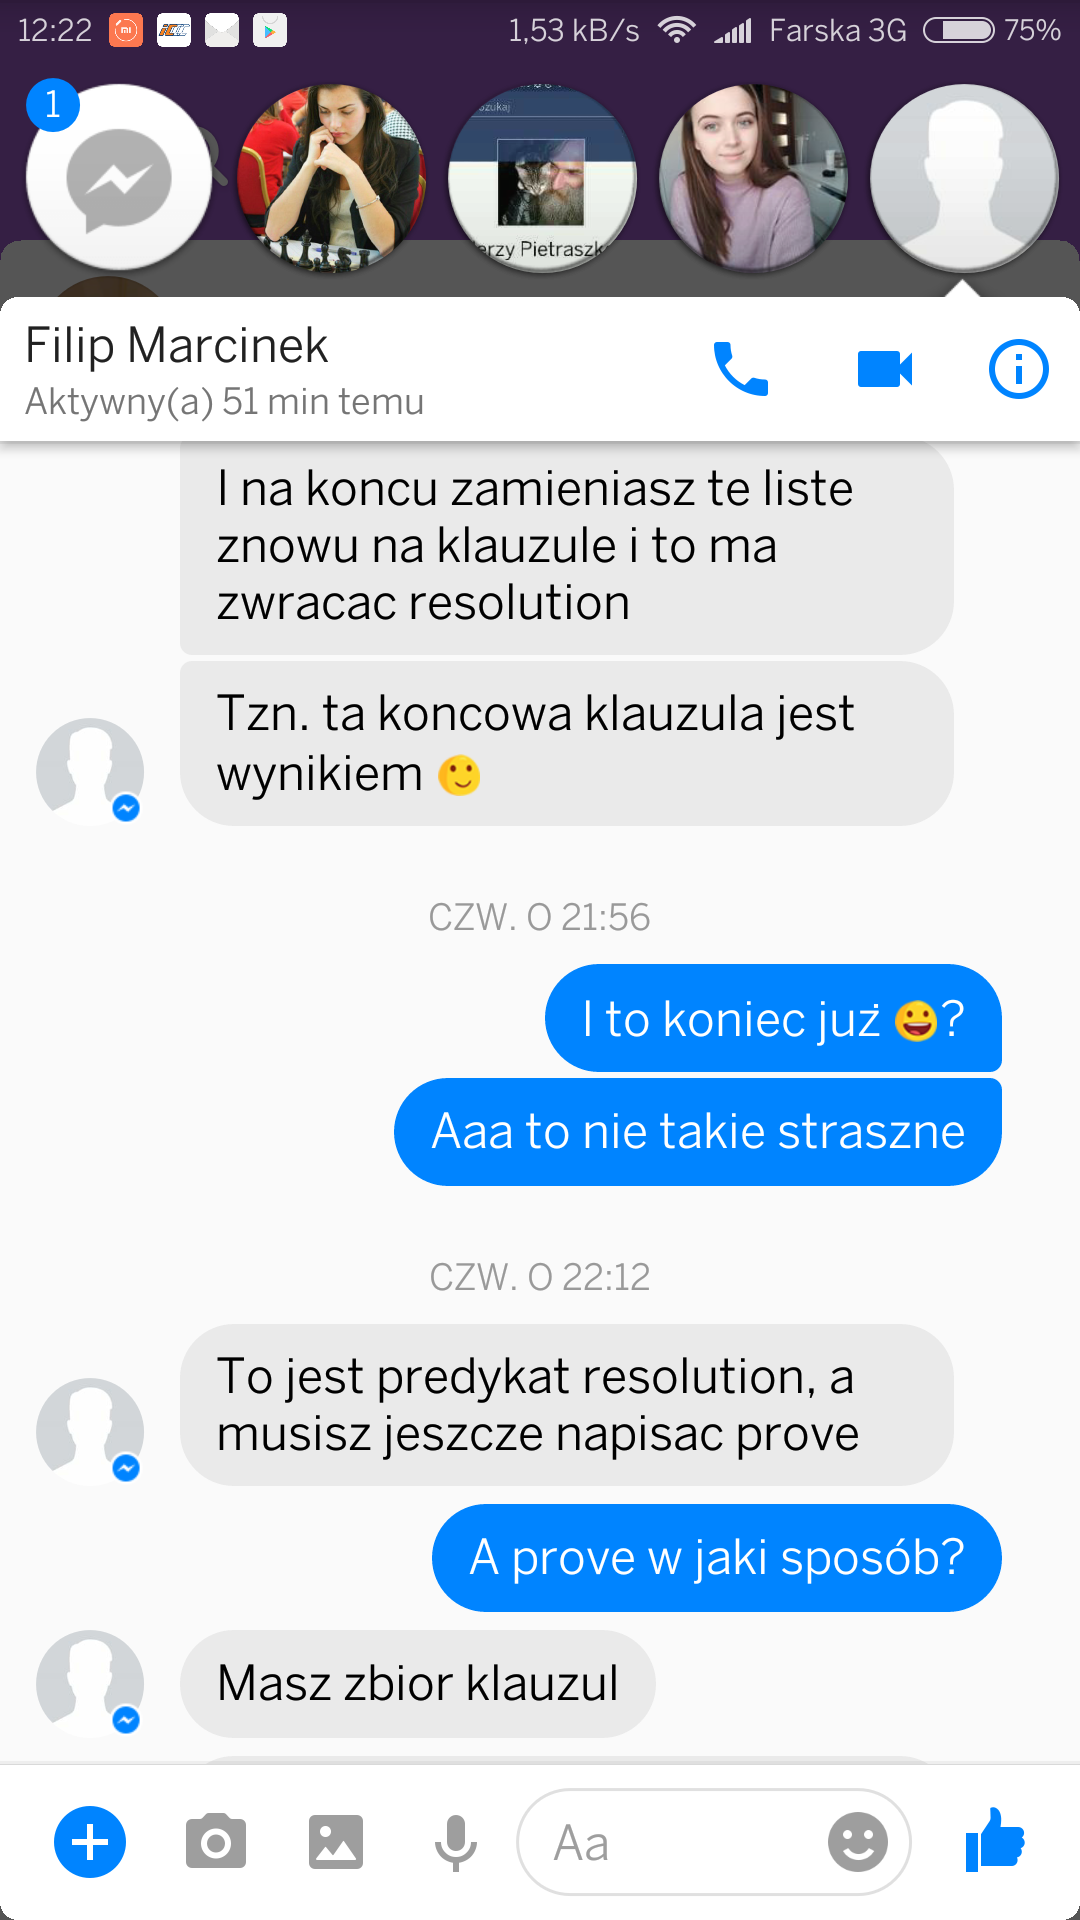 12:22
1,53 kB/s
Farska 3G
75%
1
Jerzy Pietraszk
Filip Marcinek
Aktywny(a) 51 min temu
I na koncu zamieniasz te liste
znowu na klauzule i to ma
zwracac resolution
Tzn. ta koncowa klauzula jest
wynikiem 🙂
CZW. O 21:56
I to koniec już 😀?
Aaa to nie takie straszne
CZW. O 22:12
To jest predykat resolution, a
musisz jeszcze napisac prove
A prove w jaki sposób?
Masz zbior klauzul
Aa